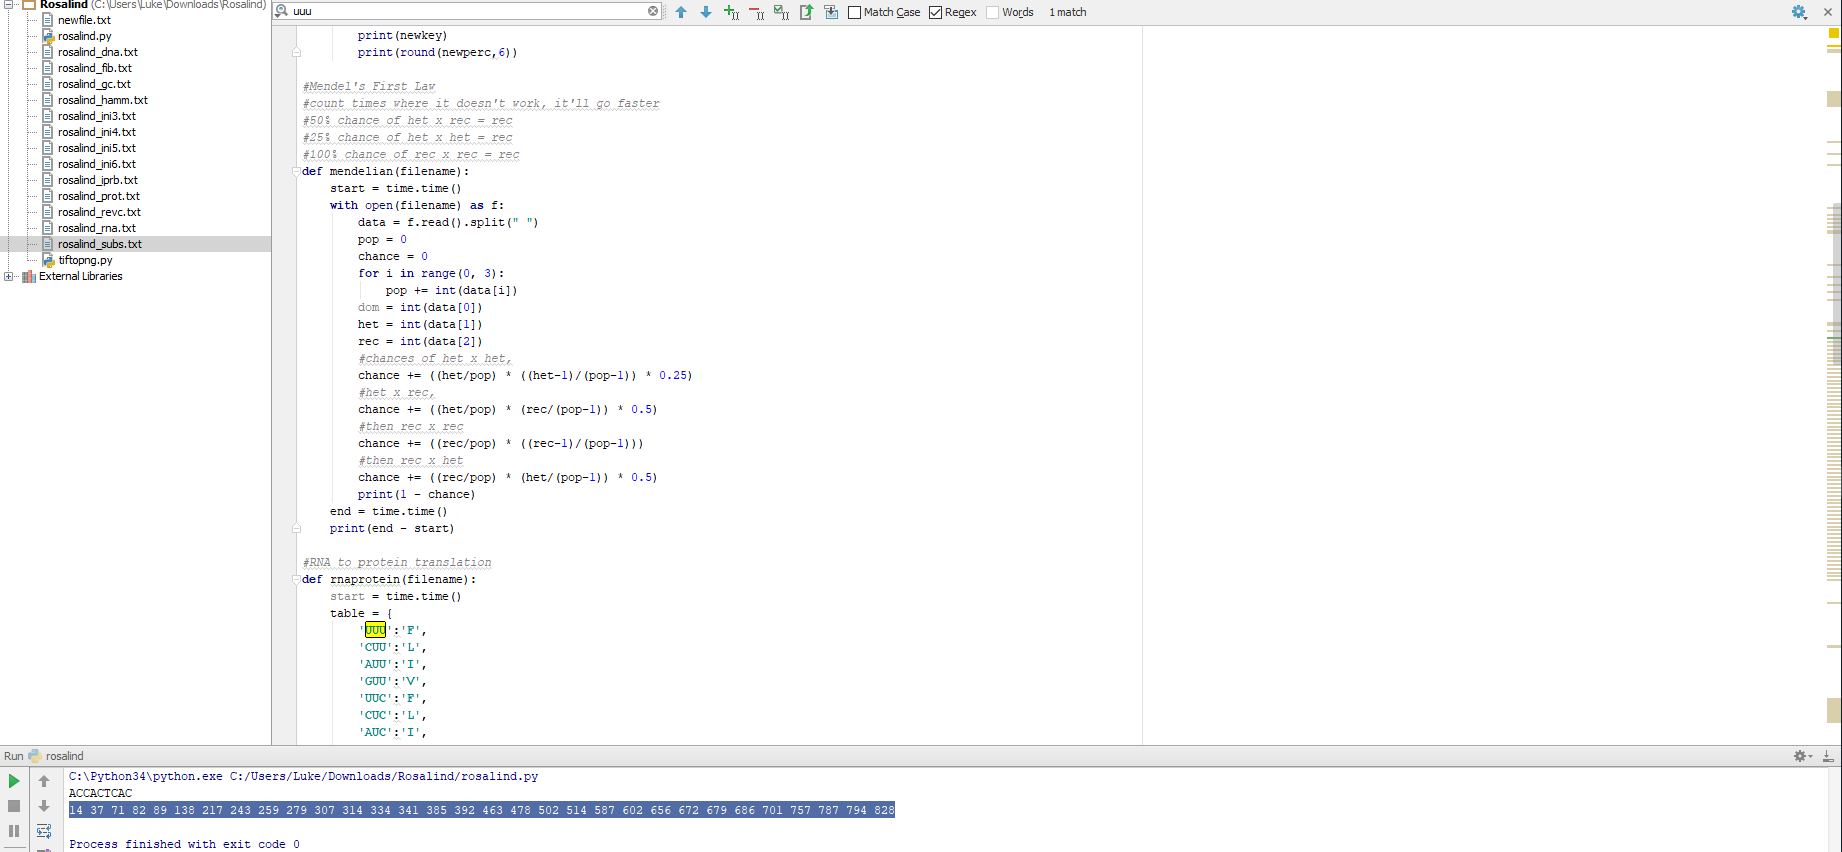 Rosalind (C:\Users\Luke\Downloads\Rosalind)
newfile.txt
rosalind.py
rosalind_dna.txt
rosalind_fib.txt
rosalind_gc.txt
rosalind_hamm.txt
rosalind_ini3.txt
rosalind_ini4.txt
rosalind_ini5.txt
rosalind_ini6.txt
rosalind_iprb.txt
rosalind_prot.txt
rosalind_revc.txt
rosalind_rna.txt
rosalind_subs.txt
tiftopng.py
External Libraries
uuu
Match Case Regex Words 1 match
print(newkey)
print(round(newperc,6))
#Mendel's First Law
#count times where it doesn't work, it'll go faster
#50% chance of het x rec = rec
#25% chance of het x het = rec
#100% chance of rec x rec = rec
def mendelian(filename):
start = time.time()
with open(filename) as f:
data = f.read().split(" ")
pop = 0
chance = 0
for i in range(0, 3):
pop += int(data[i])
dom = int(data[0])
het = int(data[1])
rec = int(data[2])
#chances of het x het,
chance += ((het/pop) * ((het-1)/(pop-1)) * 0.25)
#het x rec,
chance += ((het/pop) * (rec/(pop-1)) * 0.5)
#then rec x rec
chance += ((rec/pop) * ((rec-1)/(pop-1)))
#then rec x het
chance += ((rec/pop) * (het/(pop-1)) * 0.5)
print(1 - chance)
end = time.time()
print(end - start)
#RNA to protein translation
def rnaprotein(filename):
start = time.time()
table = {
'UUU':'F',
'CUU':'L',
'AUU':'I',
'GUU':'V',
'UUC':'F',
'CUC':'L',
'AUC':'I',
Run rosalind
C:\Python34\python.exe C:/Users/Luke/Downloads/Rosalind/rosalind.py
ACCACTCAC
14 37 71 82 89 138 217 243 259 279 307 314 334 341 385 392 463 478 502 514 587 602 656 672 679 686 701 757 787 794 828
Process finished with exit code 0